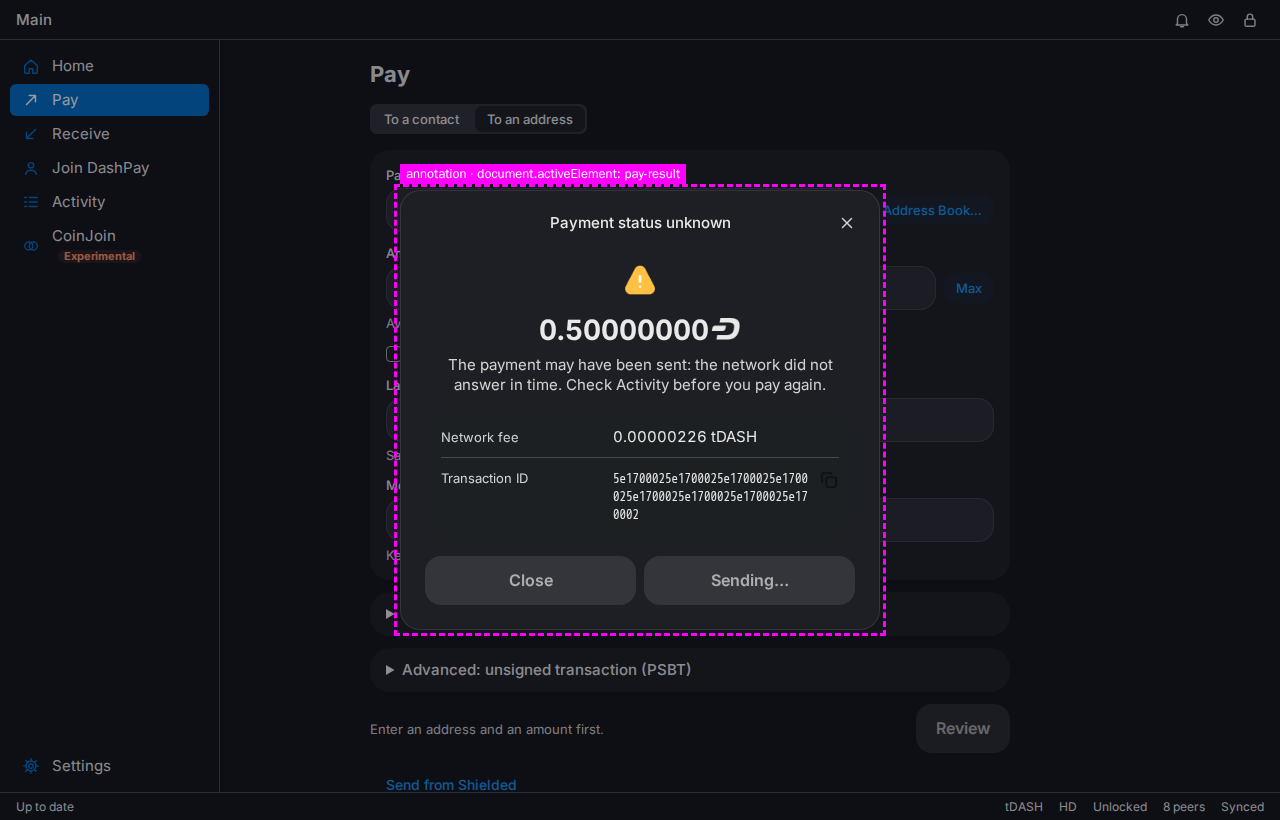 Main
Home
Pay
Receive
Join DashPay
Activity
CoinJoin
Experimental
Settings
Pay
To a contact
To an address
annotation · document.activeElement: pay-result
Address Book...
Max
Payment status unknown
0.50000000
The payment may have been sent: the network did not
answer in time. Check Activity before you pay again.
Network fee
0.00000226 tDASH
Transaction ID
5e1700025e1700025e1700025e1700
025e1700025e1700025e1700025e17
0002
Close
Sending...
Advanced: unsigned transaction (PSBT)
Enter an address and an amount first.
Review
Send from Shielded
Up to date
tDASH
HD
Unlocked
8 peers
Synced